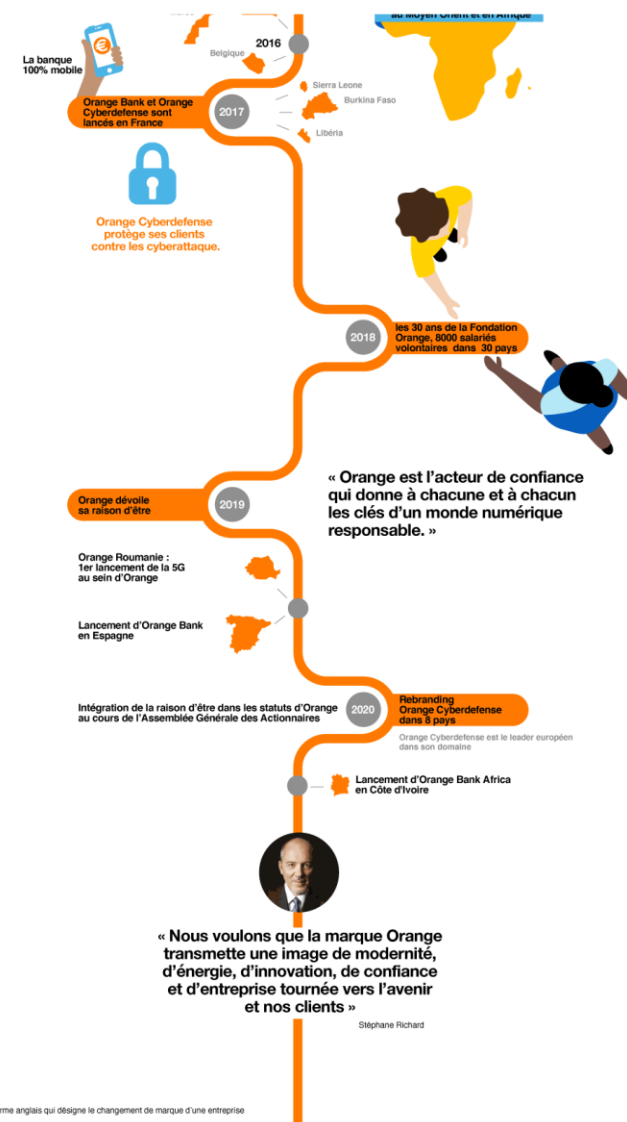 au Moyen Orient et en Afrique
2016
Belgique
La banque
100% mobile
Sierra Leone
Burkina Faso
Orange Bank et Orange
Cyberdefense sont
lancés en France
2017
Libéria
Orange Cyberdefense
protège ses clients
contre les cyberattaque.
2018
les 30 ans de la Fondation
Orange, 8000 salariés
volontaires dans 30 pays
« Orange est l’acteur de confiance
qui donne à chacune et à chacun
les clés d’un monde numérique
responsable. »
Orange dévoile
sa raison d’être
2019
Orange Roumanie :
1er lancement de la 5G
au sein d’Orange
Lancement d’Orange Bank
en Espagne
Intégration de la raison d’être dans les statuts d’Orange
au cours de l’Assemblée Générale des Actionnaires
2020
Rebranding
Orange Cyberdefense
dans 8 pays
Orange Cyberdefense est le leader européen
dans son domaine
Lancement d’Orange Bank Africa
en Côte d’Ivoire
« Nous voulons que la marque Orange
transmette une image de modernité,
d’énergie, d’innovation, de confiance
et d’entreprise tournée vers l’avenir
et nos clients »
Stéphane Richard
rme anglais qui désigne le changement de marque d’une entreprise